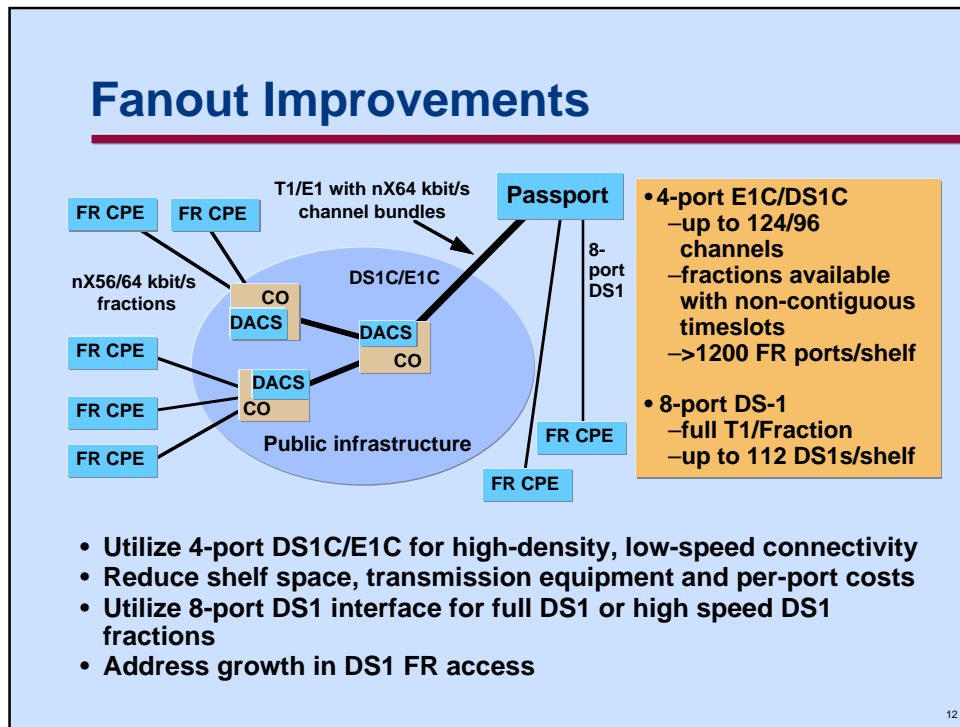 Fanout Improvements
T1/E1 with nX64 kbit/s
channel bundles
Passport
FR CPE
FR CPE
8-
port
DS1
nX56/64 kbit/s
fractions
DS1C/E1C
CO
DACS
DACS
CO
FR CPE
DACS
CO
FR CPE
Public infrastructure
FR CPE
FR CPE
FR CPE
•4-port E1C/DS1C
–up to 124/96
channels
–fractions available
with non-contiguous
timeslots
–>1200 FR ports/shelf
• 8-port DS-1
–full T1/Fraction
–up to 112 DS1s/shelf
• Utilize 4-port DS1C/E1C for high-density, low-speed connectivity
• Reduce shelf space, transmission equipment and per-port costs
• Utilize 8-port DS1 interface for full DS1 or high speed DS1
fractions
• Address growth in DS1 FR access
12